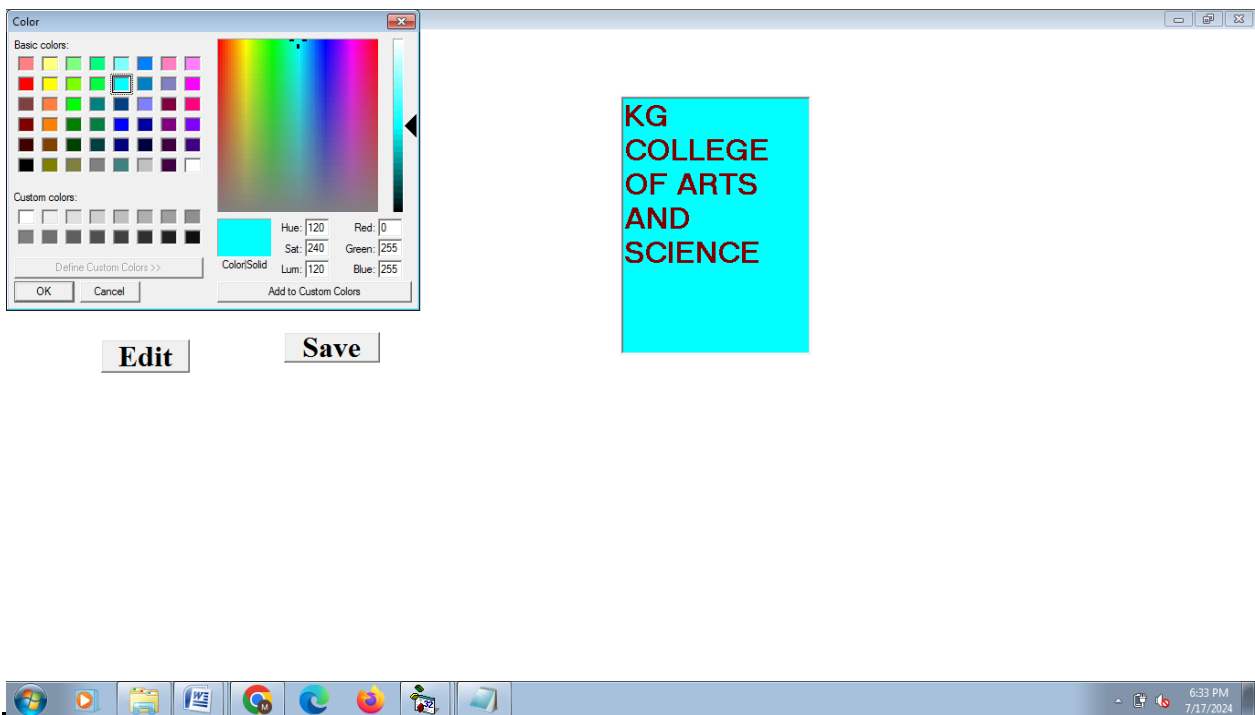 Color
Basic colors:
Custom colors:
Define Custom Colors >>
OK Cancel
Color|Solid
Hue: 120 Red: 0
Sat: 240 Green: 255
Lum: 120 Blue: 255
Add to Custom Colors
Edit Save
KG
COLLEGE
OF ARTS
AND
SCIENCE
32
6:33 PM
7/17/2024